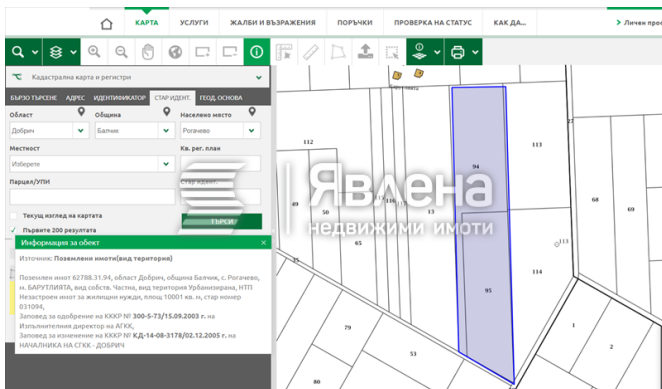 КАРТА УСЛУГИ ЖАЛБИ И ВЪЗРАЖЕНИЯ ПОРЪЧКИ ПРОВЕРКА НА СТАТУС КАК ДА... > Личен проф
Кадастрална карта и регистри
БЪРЗО ТЪРСЕНЕ АДРЕС ИДЕНТИФИКАТОР СТАР ИДЕНТ. ГЕОД. ОСНОВА
Област Община Населено место
Добрич Балчик Рогачево
Местност Кв. рег. план
Изберете
Парцел/УПИ Стар идент.
Текущ изглед на картата
ТЪРСИ
✓ Първите 200 резултата
Информация за обект ×
Източник: Поземлени имоти(вид територия)
Поземлен имот 62788.31.94, област Добрич, община Балчик, с. Рогачево,
м. БАРУТЛИЯТА, вид собств. Частна, вид територия Урбанизирана, НТП
Незастроен имот за жилищни нужди, площ 10001 кв. м, стар номер
031094,
Заповед за одобрение на КККР № 300-5-73/15.09.2003 г. на
Изпълнителния директор на АГКК,
Заповед за изменение на КККР № КД-14-08-3178/02.12.2005 г. на
НАЧАЛНИКА НА СГКК - ДОБРИЧ
Явлена
недвижими имоти
112
27
113
94
49
50
116
13
68
69
65
113
35
114
95
79
53
1
2
80